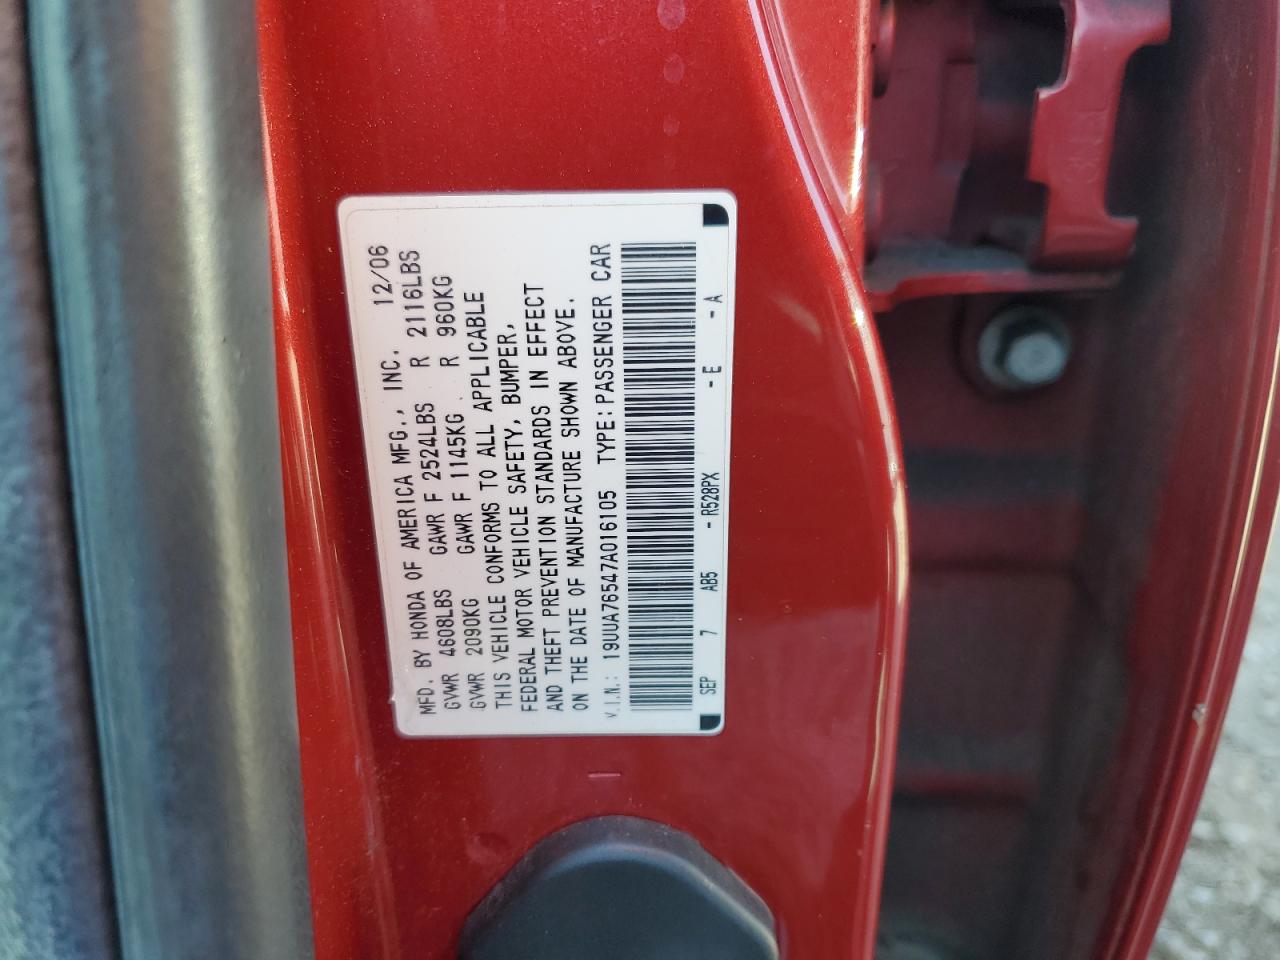 MFD. BY HONDA OF AMERICA MFG., INC. 12/06
GVWR 4608LBS GAWR F 2524LBS R 2116LBS
GVWR 2090KG GAWR F 1145KG R 960KG
THIS VEHICLE CONFORMS TO ALL APPLICABLE
FEDERAL MOTOR VEHICLE SAFETY, BUMPER,
AND THEFT PREVENTION STANDARDS IN EFFECT
ON THE DATE OF MANUFACTURE SHOWN ABOVE.
V.I.N.: 19UUA76547A016105 TYPE:PASSENGER CAR
SEP 7 AB5 - R528PX - E - A